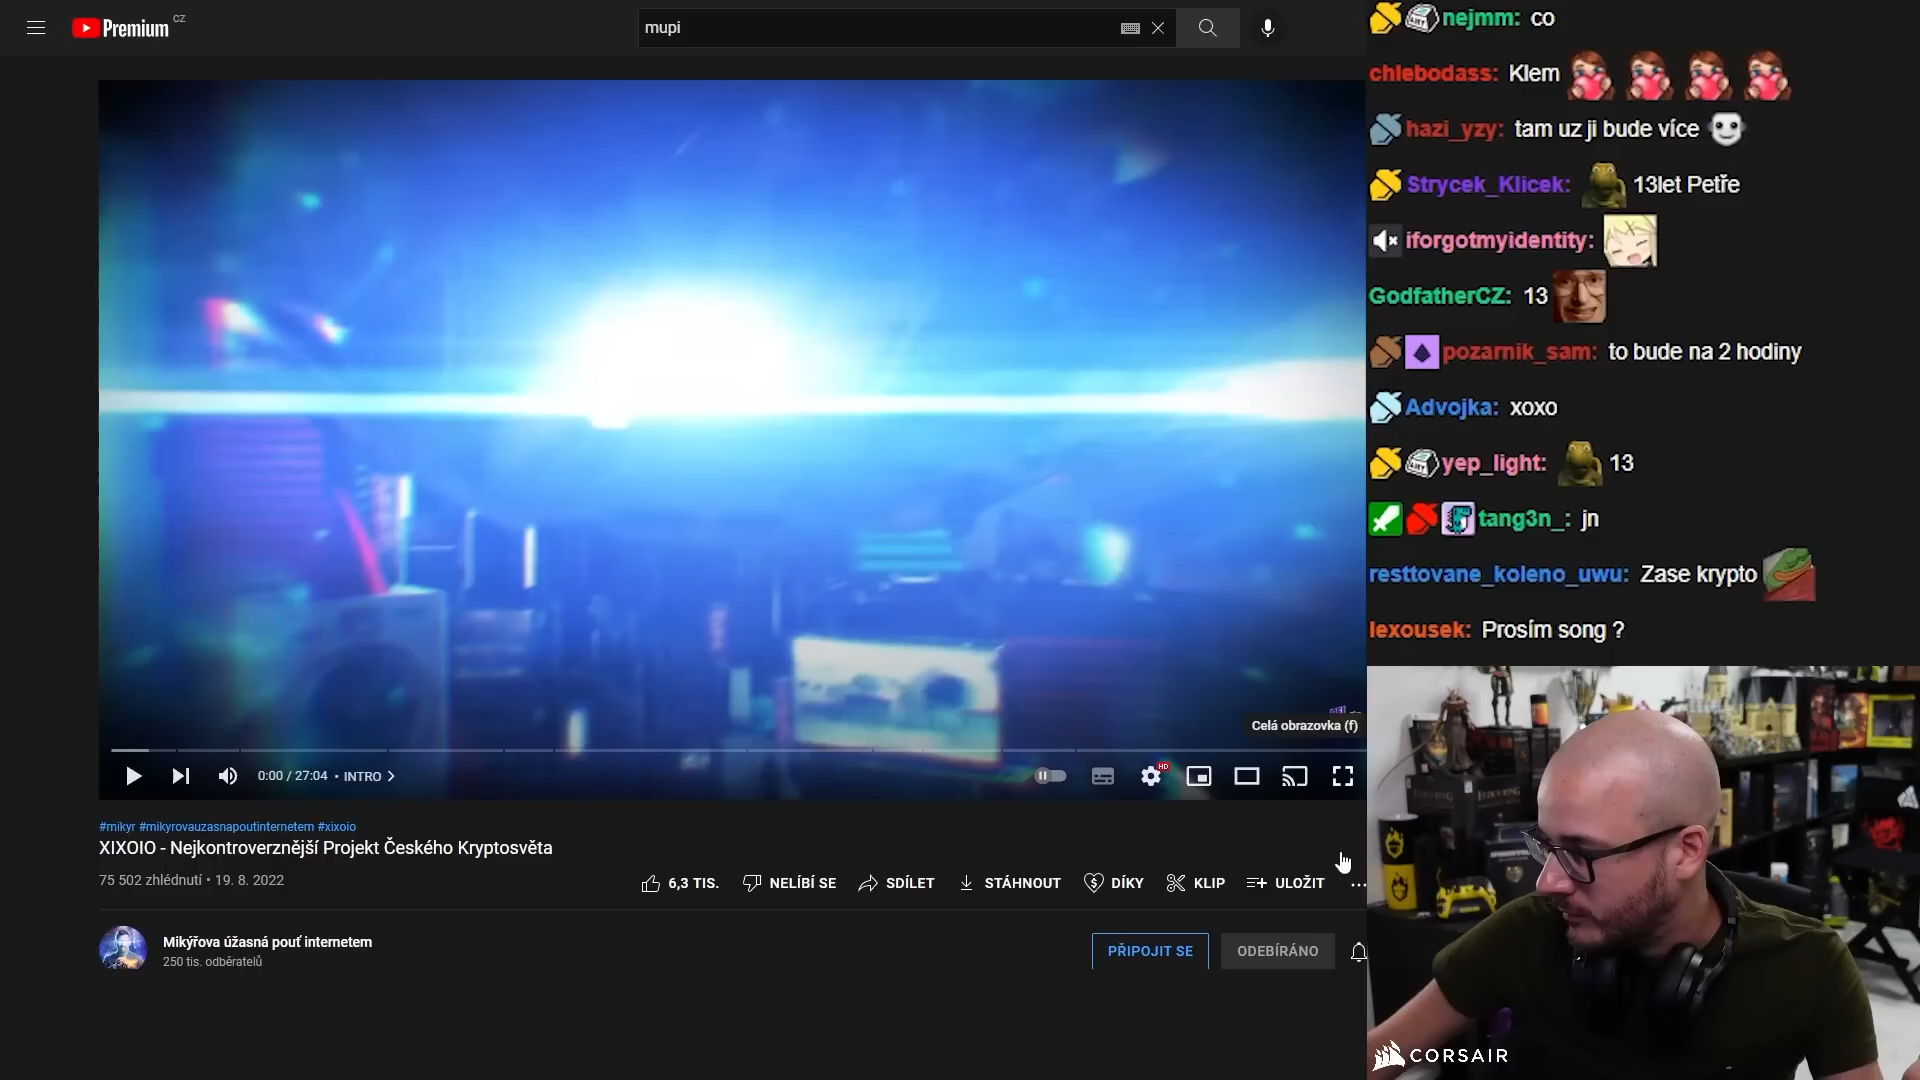 Premium CZ
mupi
Celá obrazovka (f)
0:00 / 27:04 • INTRO
HD
#mikyr #mikyrovauzasnapoutinternetem #xixoio
XIXOIO - Nejkontroverznější Projekt Českého Kryptosvěta
75 502 zhlédnutí • 19. 8. 2022
6,3 TIS.
NELÍBÍ SE
SDÍLET
STÁHNOUT
DÍKY
KLIP
ULOŽIT
Mikýřova úžasná pouť internetem
250 tis. odběratelů
PŘIPOJIT SE
ODEBÍRÁNO
nejmm: co
chlebodass: Klem
hazi_yzy: tam uz ji bude více
Strycek_Klicek: 13let Petře
iforgotmyidentity:
GodfatherCZ: 13
pozarnik_sam: to bude na 2 hodiny
Advojka: xoxo
yep_light: 13
tang3n_: jn
resttovane_koleno_uwu: Zase krypto
lexousek: Prosím song ?
CORSAIR